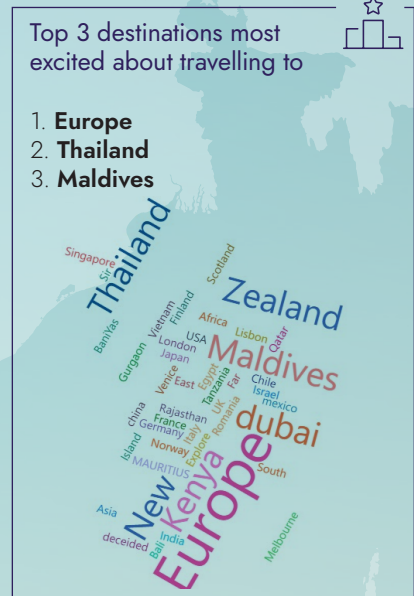 Top 3 destinations most
excited about travelling to
1. Europe
2. Thailand
3. Maldives
Thailand
Singapore
Sir
Scotland
Zealand
BaniYas
Vietnam
Finland
Africa
Lisbon
Qatar
Gurgaon
London
USA
Japan
Maldives
Venice
East
Egypt
Tanzania
Far
Chile
Israel
mexico
china
Rajasthan
France
Germany
UK
Romania
dubai
Island
Norway
Italy
Explore
MAURITIUS
Kenya
Europe
South
New
Asia
deceided
Bali
India
Melbourne